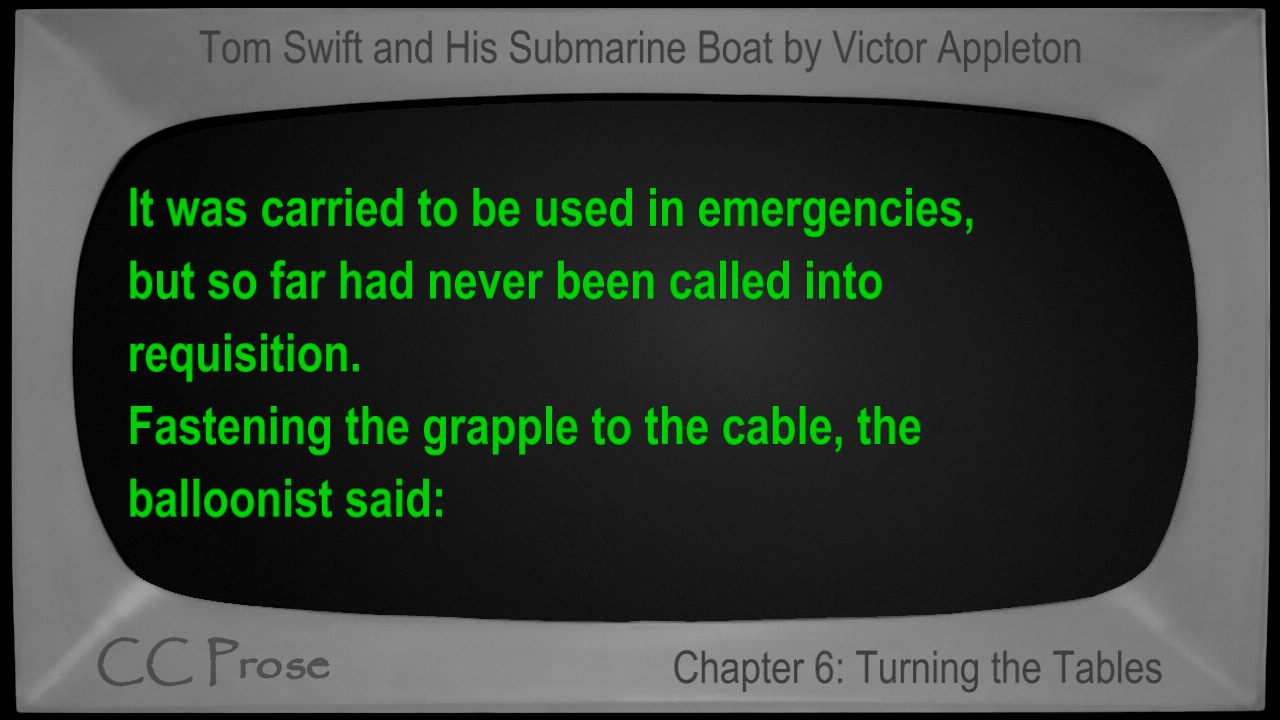 Tom Swift and His Submarine Boat by Victor Appleton
It was carried to be used in emergencies,
but so far had never been called into
requisition.
Fastening the grapple to the cable, the
balloonist said:
CC Prose
Chapter 6: Turning the Tables